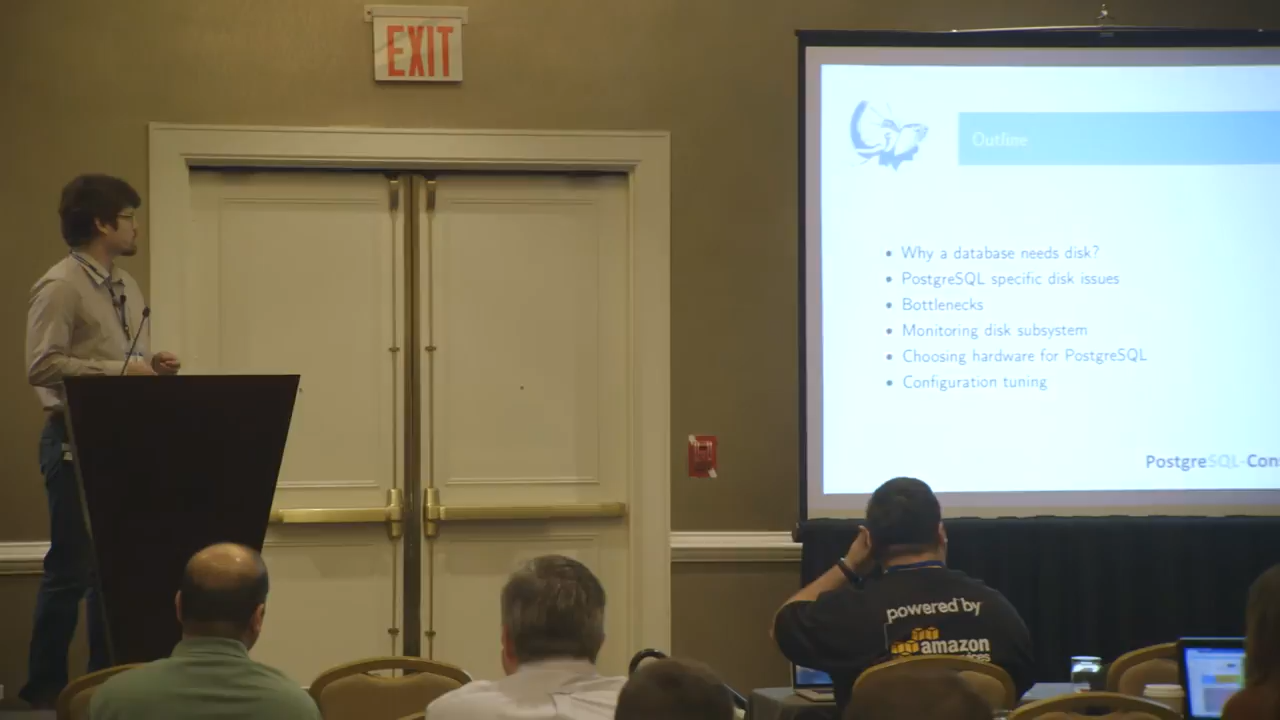 EXIT
Outline
Why a database needs disk?
PostgreSQL specific disk issues
Bottlenecks
Monitoring disk subsystem
Choosing hardware for PostgreSQL
Configuration tuning
PostgreSQL-Cons
powered by
amazon